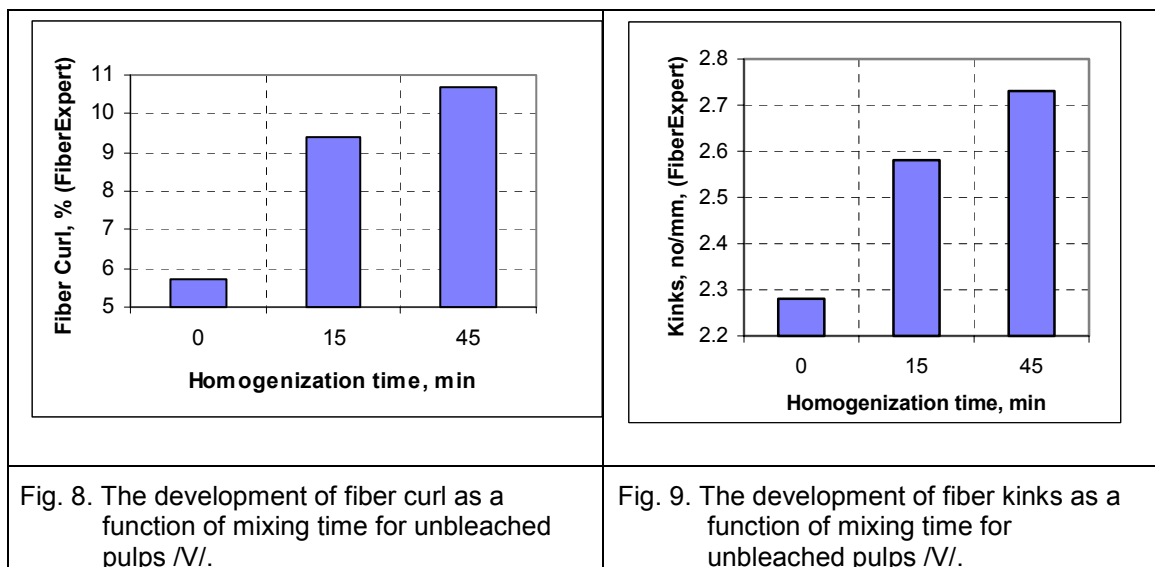 Fiber Curl, % (FiberExpert)
11
10
9
8
7
6
5
0 15 45
Homogenization time, min
Kinks, no/mm, (FiberExpert)
2.8
2.7
2.6
2.5
2.4
2.3
2.2
0 15 45
Homogenization time, min
Fig. 8. The development of fiber curl as a
function of mixing time for unbleached
pulps /V/.
Fig. 9. The development of fiber kinks as a
function of mixing time for
unbleached pulps /V/.